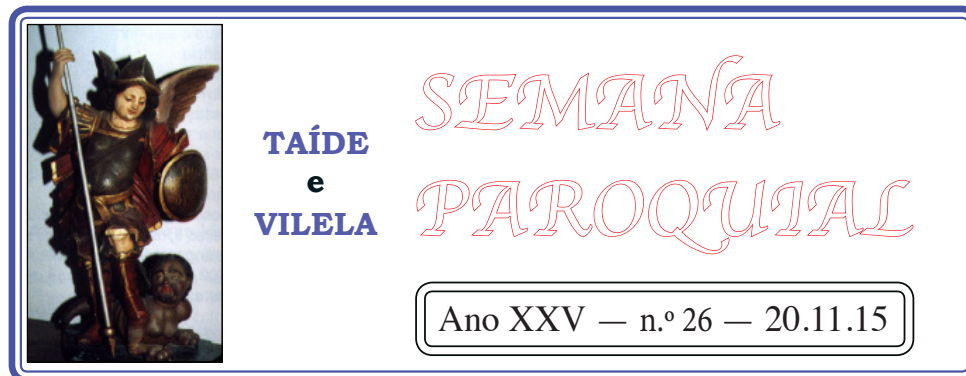 TAÍDE
e
VILELA
SEMANA
PAROQUIAL
Ano XXV — n.º 26 — 20.11.15